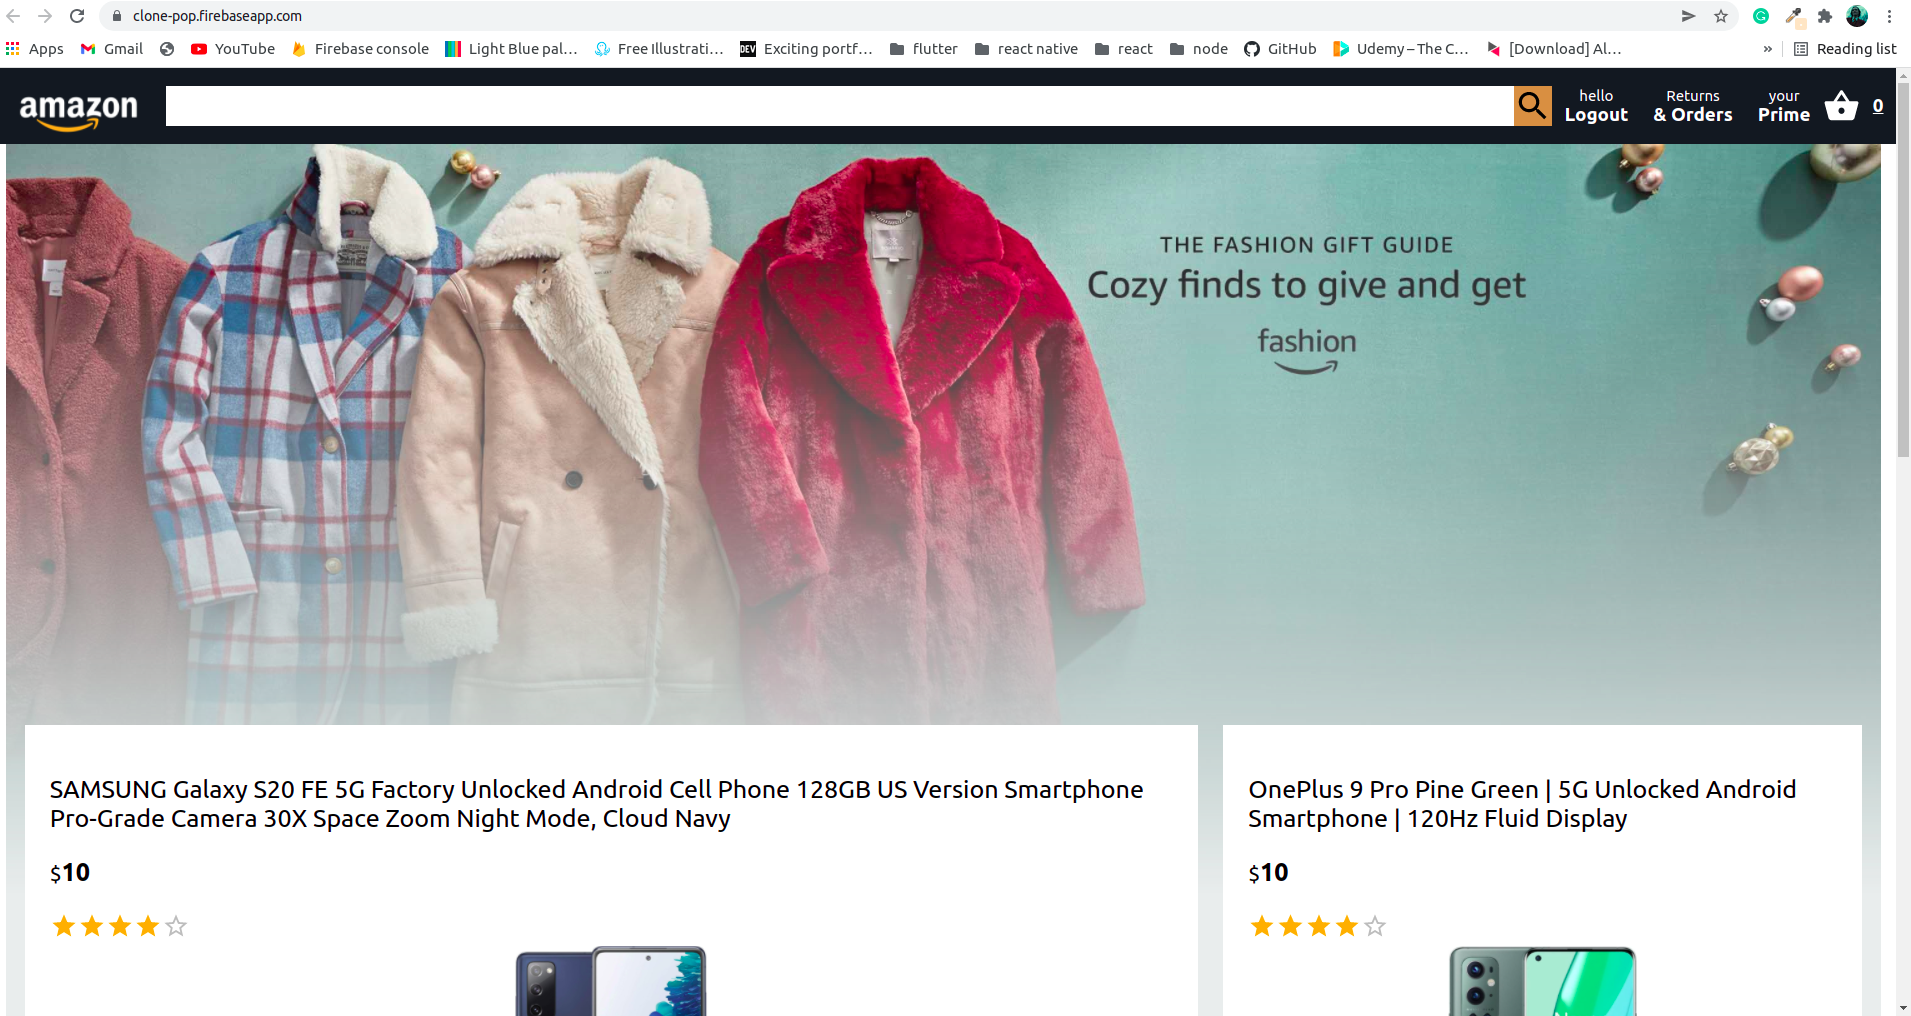 clone-pop.firebaseapp.com
Apps Gmail YouTube Firebase console Light Blue pal... Free Illustrati... DEV Exciting portf... flutter react native react node GitHub Udemy – The C... [Download] Al... » Reading list
amazon
hello
Logout
Returns
& Orders
your
Prime
0
THE FASHION GIFT GUIDE
Cozy finds to give and get
fashion
SAMSUNG Galaxy S20 FE 5G Factory Unlocked Android Cell Phone 128GB US Version Smartphone
Pro-Grade Camera 30X Space Zoom Night Mode, Cloud Navy
$10
OnePlus 9 Pro Pine Green | 5G Unlocked Android
Smartphone | 120Hz Fluid Display
$10